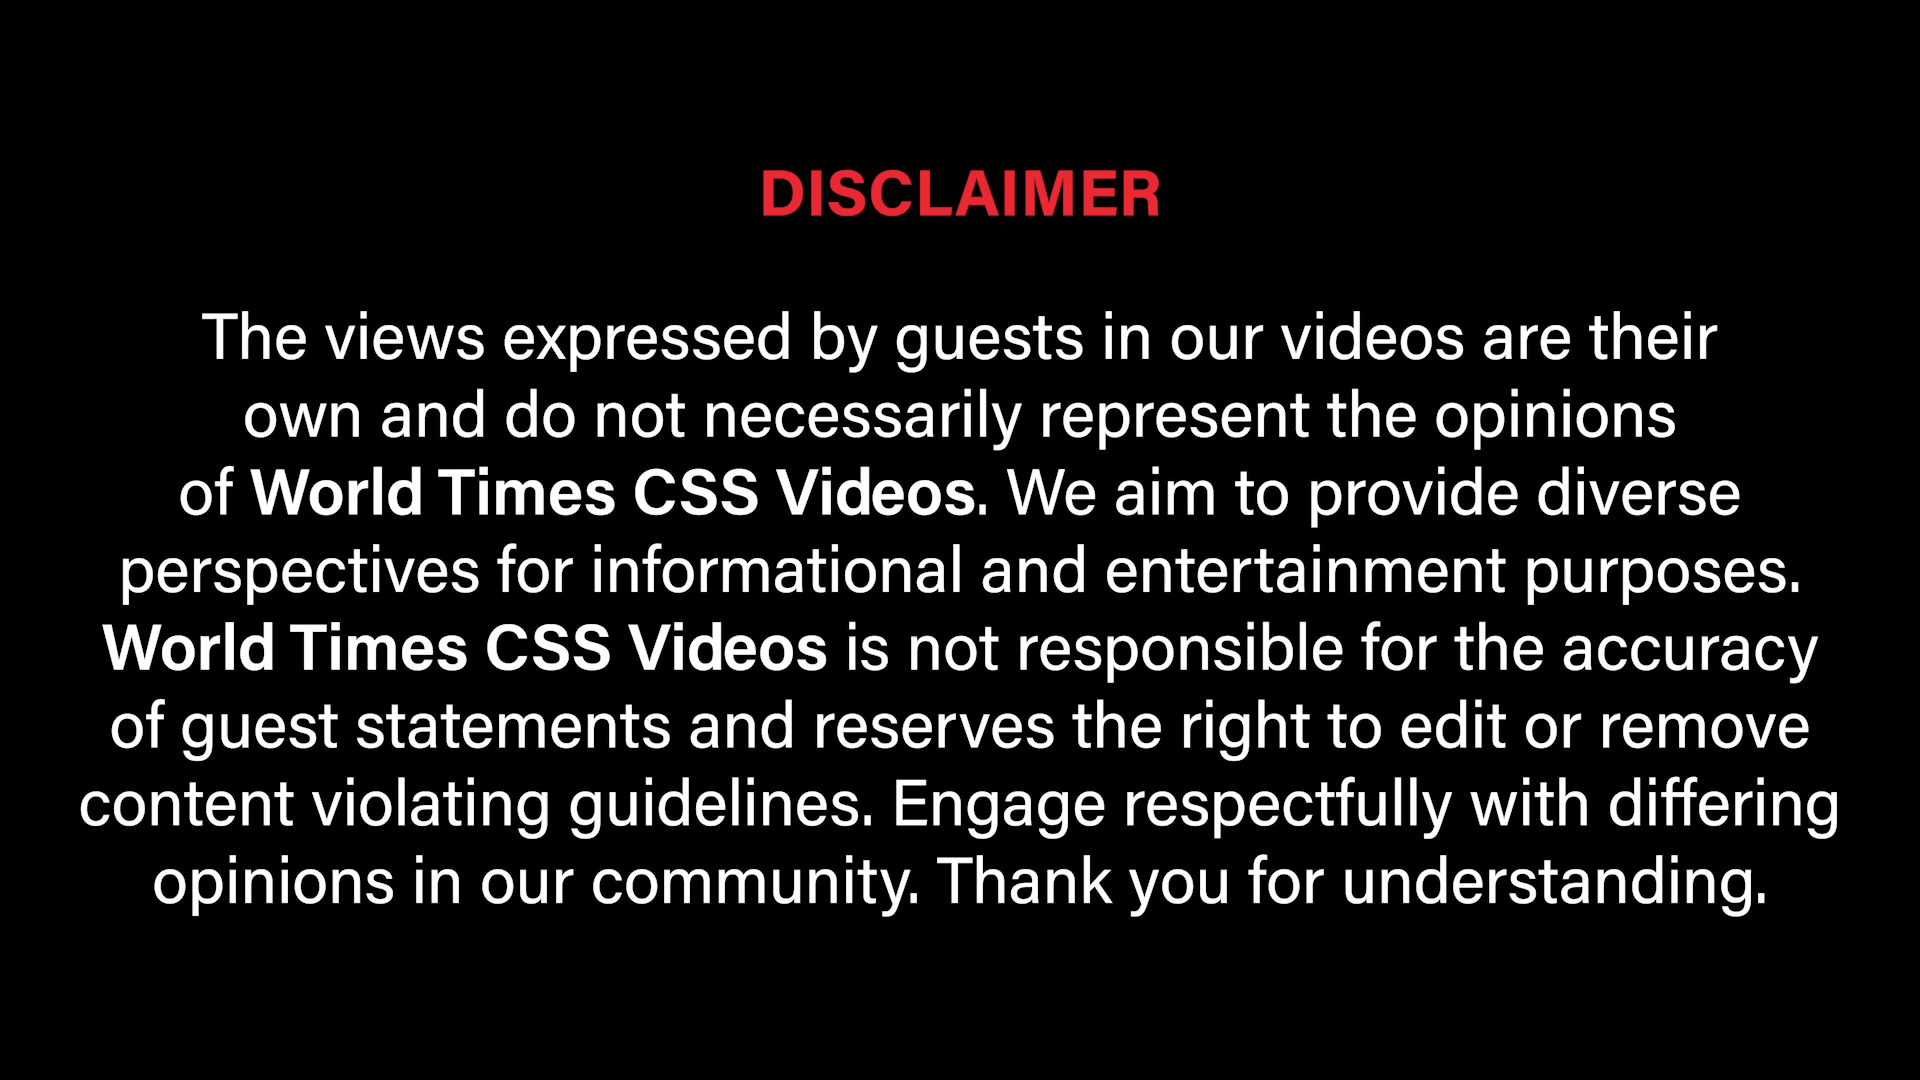 DISCLAIMER
The views expressed by guests in our videos are their
own and do not necessarily represent the opinions
of World Times CSS Videos. We aim to provide diverse
perspectives for informational and entertainment purposes.
World Times CSS Videos is not responsible for the accuracy
of guest statements and reserves the right to edit or remove
content violating guidelines. Engage respectfully with differing
opinions in our community. Thank you for understanding.